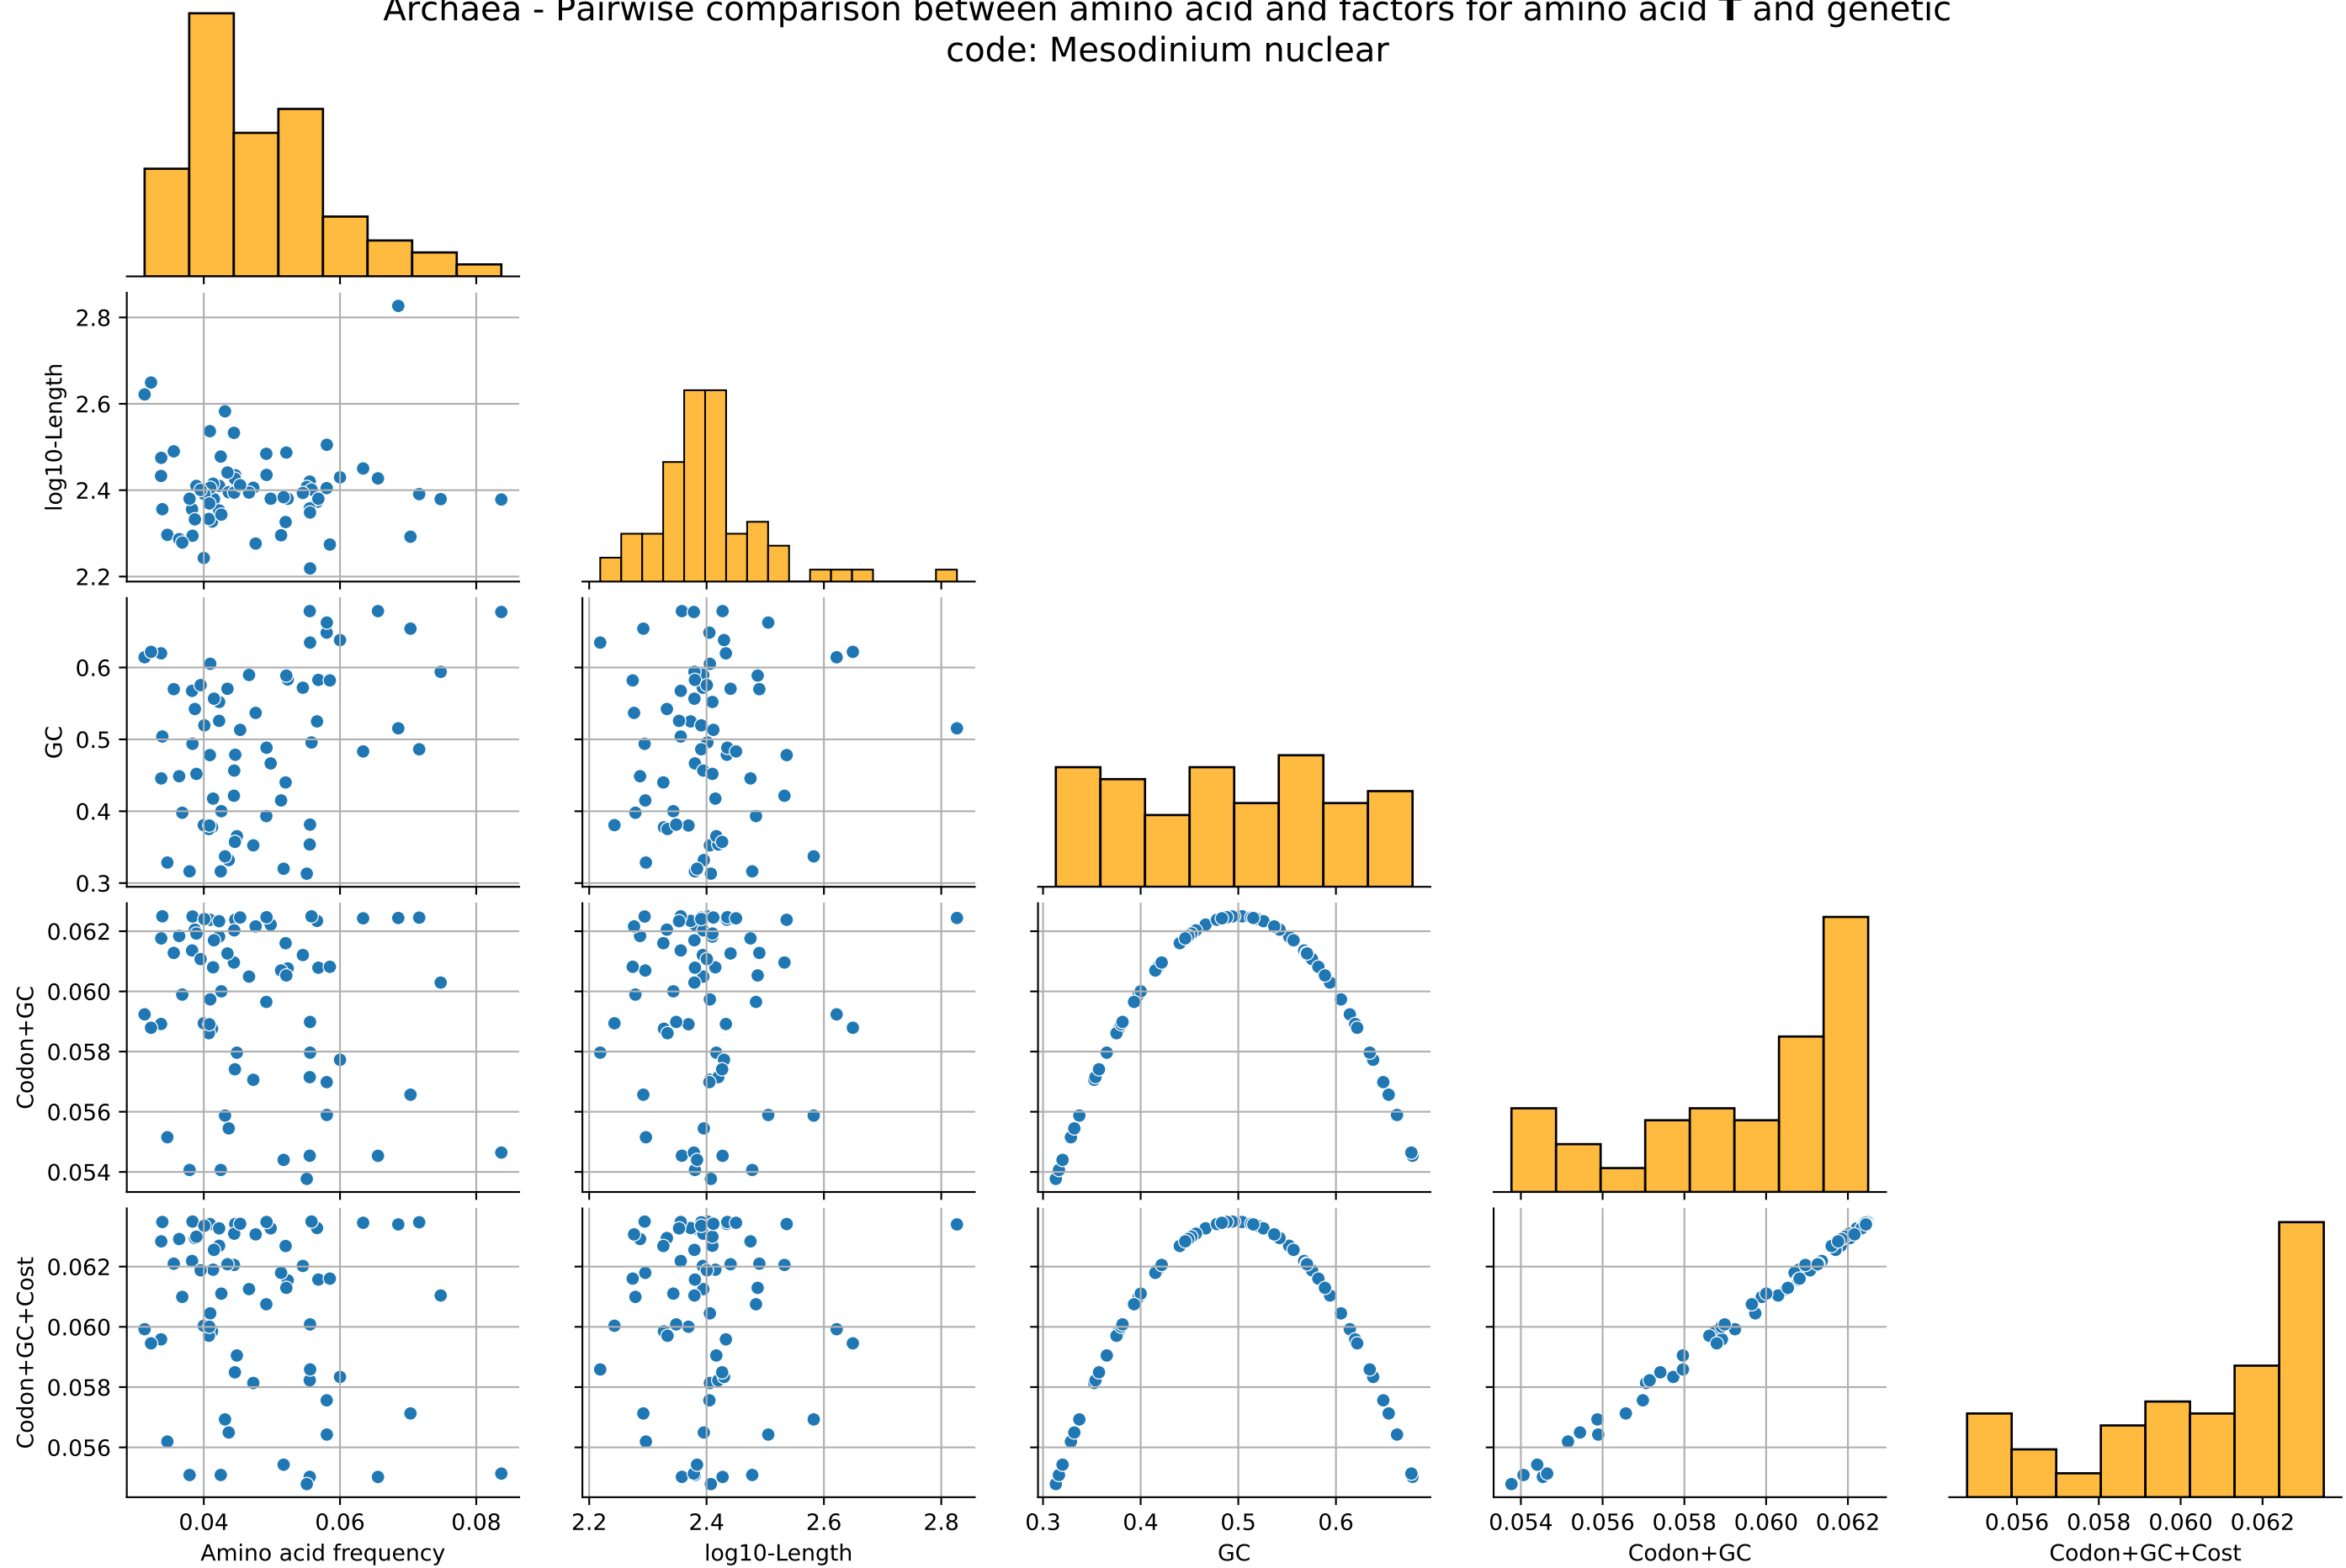 Archaea - Pairwise comparison between amino acid and factors for amino acid T and genetic
code: Mesodinium nuclear
2.8
2.6
2.4
2.2
log10-Length
0.6
0.5
0.4
0.3
GC
0.062
0.060
0.058
0.056
0.054
Codon+GC
0.062
0.060
0.058
0.056
Codon+GC+Cost
0.04 0.06 0.08
2.2 2.4 2.6 2.8
0.3 0.4 0.5 0.6
0.054 0.056 0.058 0.060 0.062
0.056 0.058 0.060 0.062
Amino acid frequency
log10-Length
GC
Codon+GC
Codon+GC+Cost